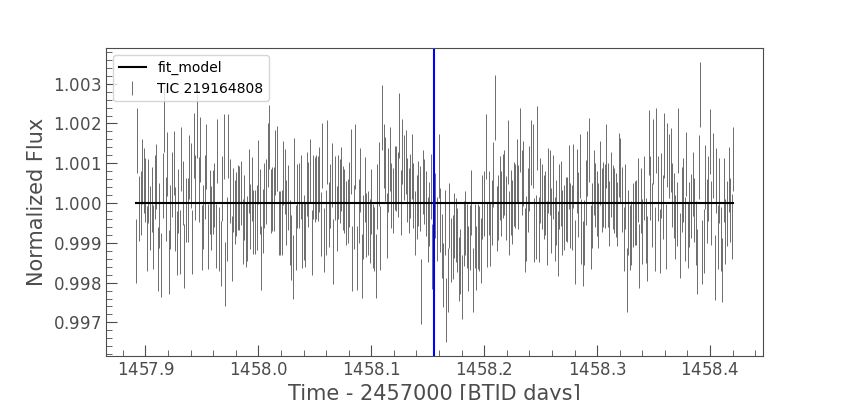 fit_model
TIC 219164808
1.003
1.002
1.001
1.000
0.999
0.998
0.997
Normalized Flux
1457.9 1458.0 1458.1 1458.2 1458.3 1458.4
Time - 2457000 [BTJD days]